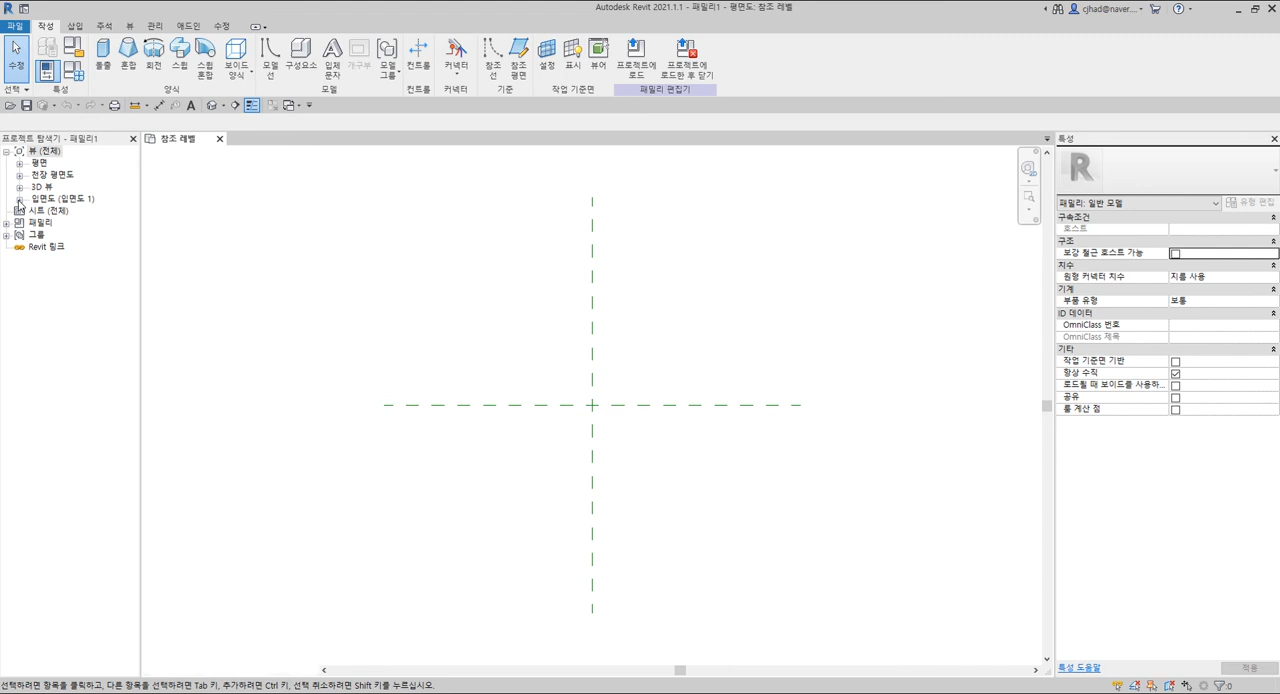 Autodesk Revit 2021.1.1 - 패밀리1 - 평면도: 참조 레벨
cjhad@naver....
파일 작성 삽입 주석 뷰 관리 애드인 수정
수정 돌출 혼합 회전 스윕 스윕 혼합 보이드 양식 모델 선 구성요소 입체 문자 개구부 모델 그룹 컨트롤 커넥터 참조 선 참조 평면 설정 표시 뷰어 프로젝트에 로드 프로젝트에 로드한 후 닫기
선택 특성 양식 모델 컨트롤 커넥터 기준 작업 기준면 패밀리 편집기
프로젝트 탐색기 - 패밀리1
참조 레벨
특성
뷰 (전체)
평면
천장 평면도
3D 뷰
입면도 (입면도 1)
시트 (전체)
패밀리
그룹
Revit 링크
패밀리: 일반 모델
유형 편집
구속조건
호스트
구조
보강 철근 호스트 가능
치수
원형 커넥터 치수 지름 사용
기계
부품 유형 보통
ID 데이터
OmniClass 번호
OmniClass 제목
기타
작업 기준면 기반
항상 수직
로드될 때 보이드를 사용하...
공유
룸 계산 점
특성 도움말
적용
선택하려면 항목을 클릭하고, 다른 항목을 선택하려면 Tab 키, 추가하려면 Ctrl 키, 선택 취소하려면 Shift 키를 누르십시오.
:0